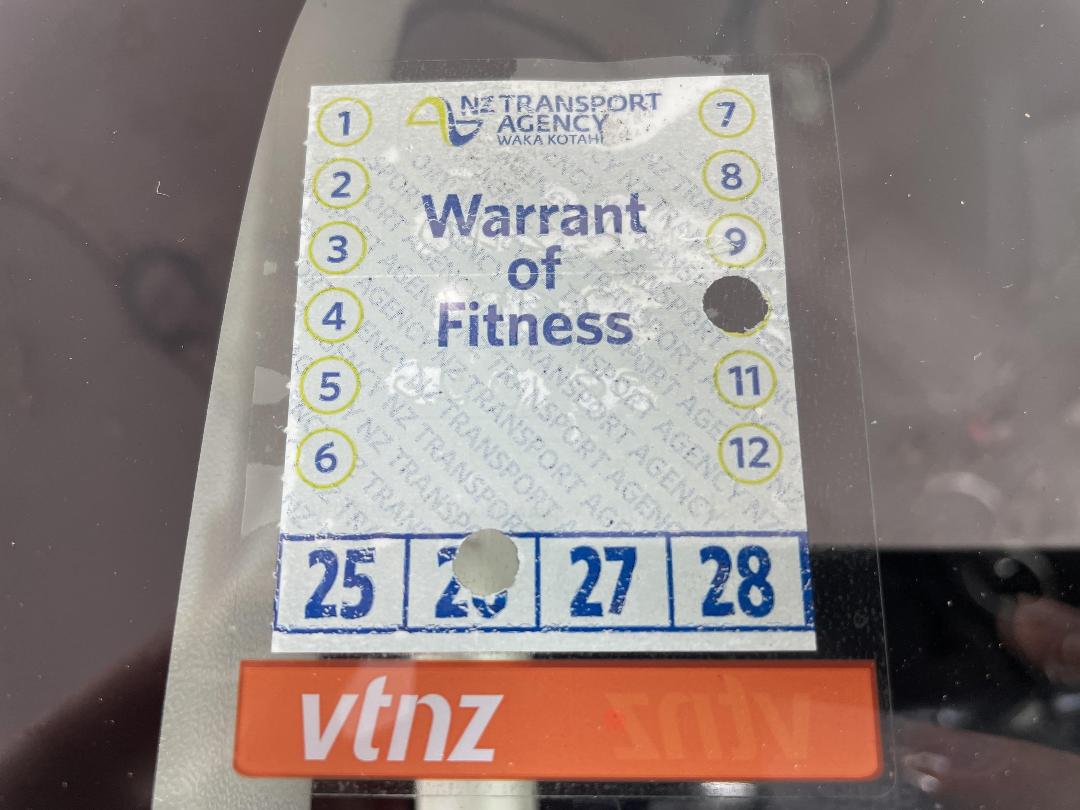 NZ TRANSPORT
AGENCY
WAKA KOTAHI
1
2
3
4
5
6
7
8
9
11
12
Warrant
of
Fitness
25 26 27 28
vtnz